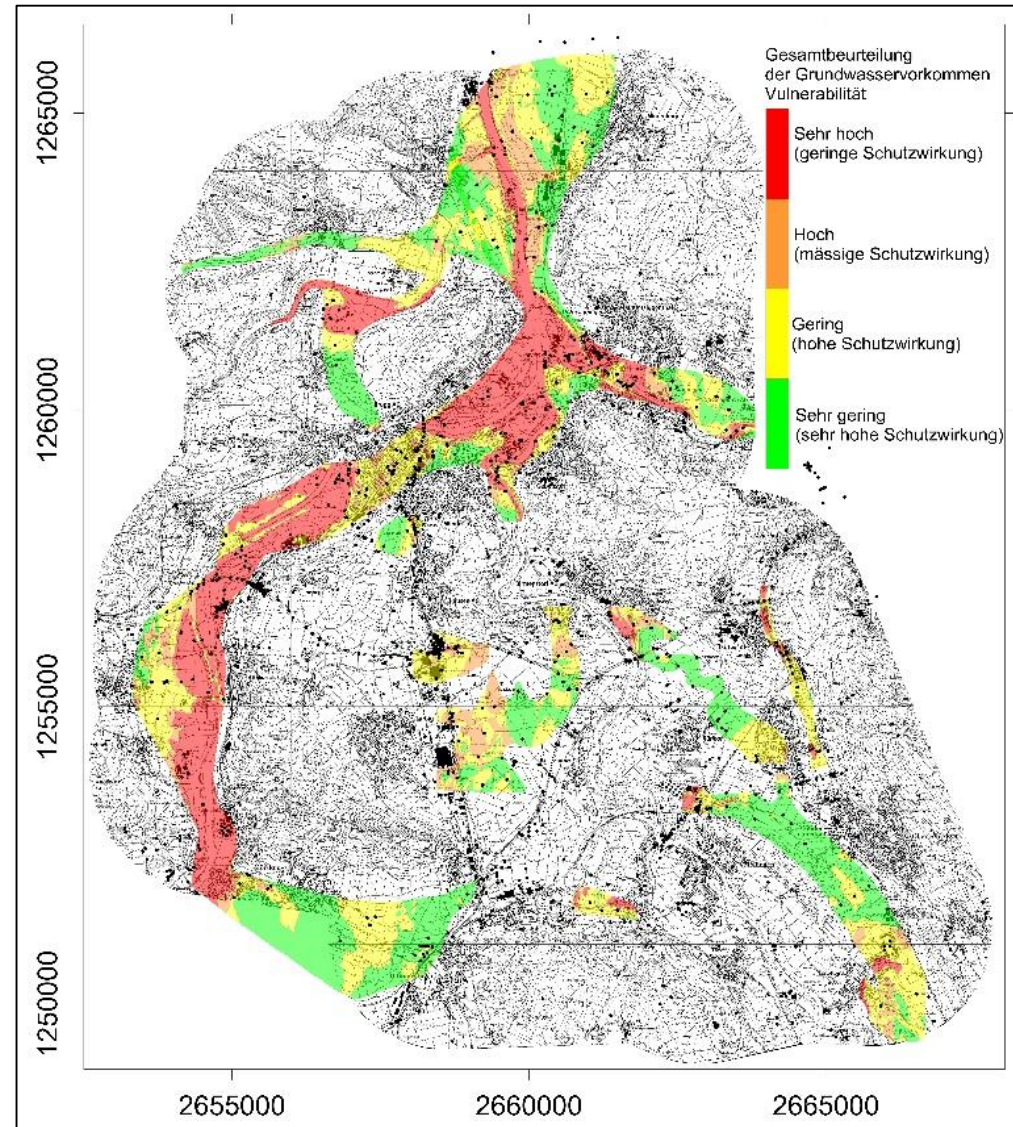 Gesamtbeurteilung
der Grundwasservorkommen
Vulnerabilität
Sehr hoch
(geringe Schutzwirkung)
Hoch
(mässige Schutzwirkung)
Gering
(hohe Schutzwirkung)
Sehr gering
(sehr hohe Schutzwirkung)
1265000
1260000
1255000
1250000
2655000
2660000
2665000